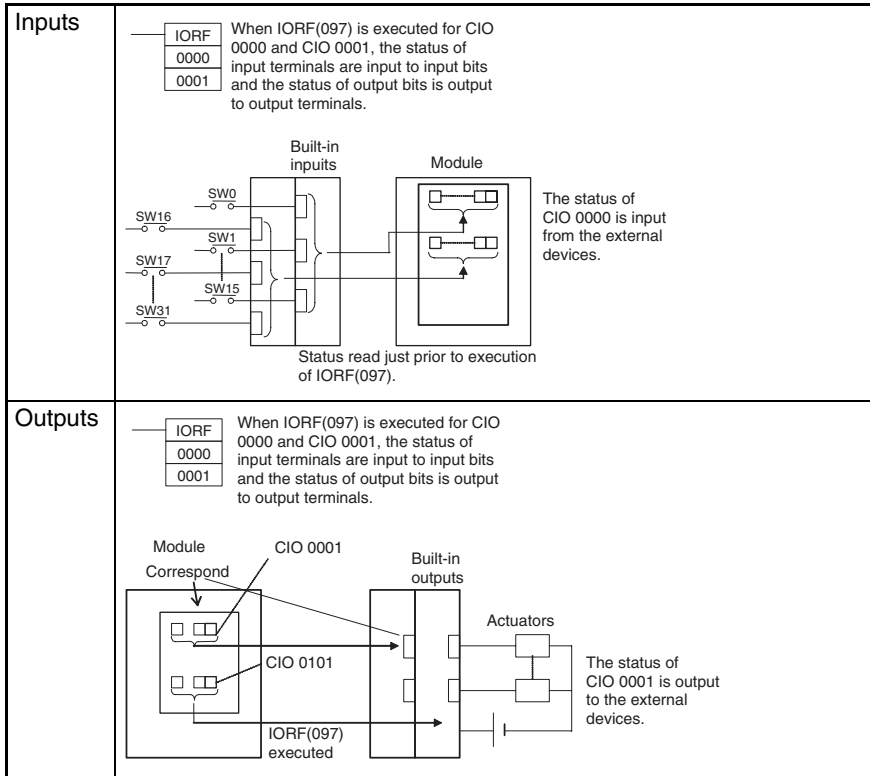 Inputs
IORF
0000
0001
When IORF(097) is executed for CIO
0000 and CIO 0001, the status of
input terminals are input to input bits
and the status of output bits is output
to output terminals.
Built-in
inpuits
Module
SW0
SW16
SW1
SW17
SW15
SW31
The status of
CIO 0000 is input
from the external
devices.
Status read just prior to execution
of IORF(097).
Outputs
IORF
0000
0001
When IORF(097) is executed for CIO
0000 and CIO 0001, the status of
input terminals are input to input bits
and the status of output bits is output
to output terminals.
Module
CIO 0001
Correspond
Built-in
outputs
Actuators
CIO 0101
The status of
CIO 0001 is output
to the external
devices.
IORF(097)
executed